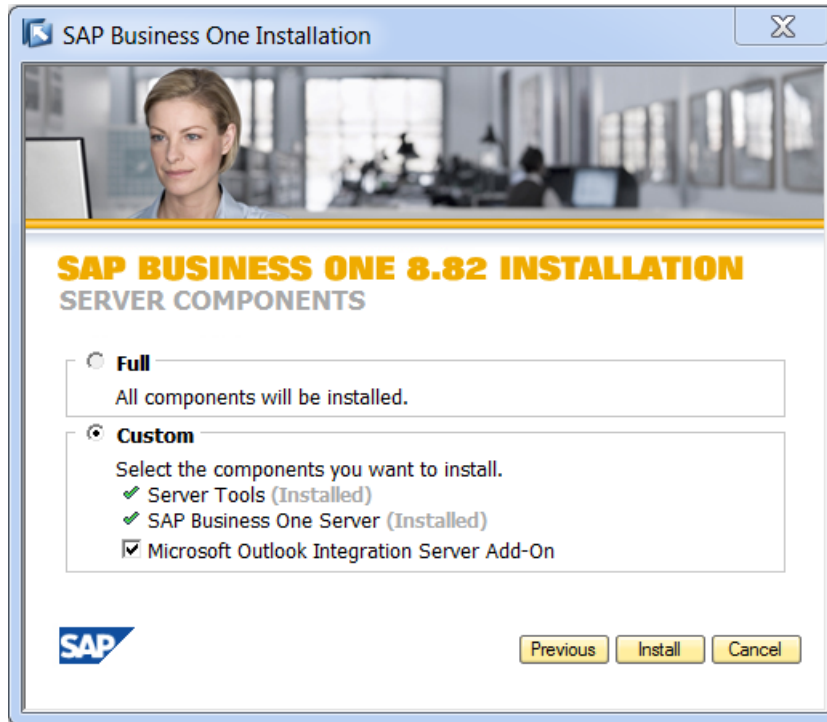 SAP Business One Installation
SAP BUSINESS ONE 8.82 INSTALLATION
SERVER COMPONENTS
Full
All components will be installed.
Custom
Select the components you want to install.
Server Tools (Installed)
SAP Business One Server (Installed)
Microsoft Outlook Integration Server Add-On
SAP
Previous Install Cancel